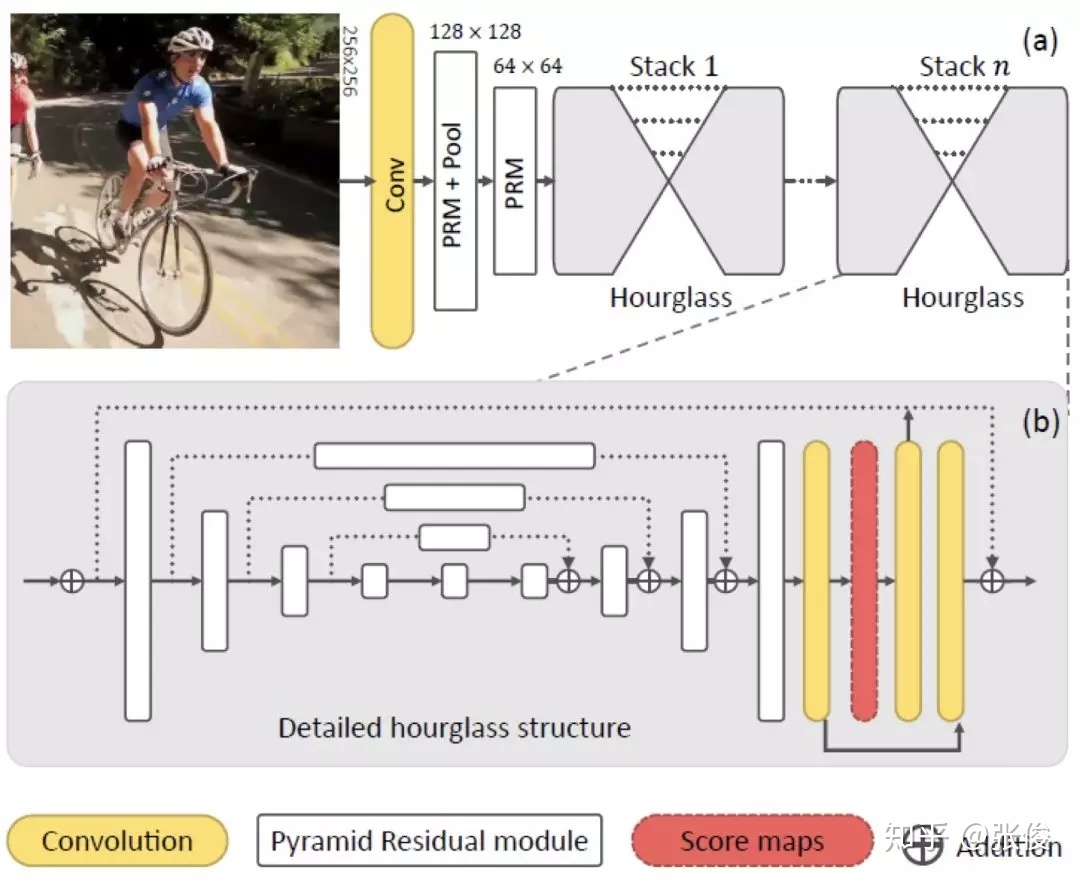 (a)
256x256
128 × 128
64 × 64
Stack 1
Stack n
Conv
PRM + Pool
PRM
Hourglass
Hourglass
(b)
Detailed hourglass structure
Convolution
Pyramid Residual module
Score maps
Addition
知乎 @张俊